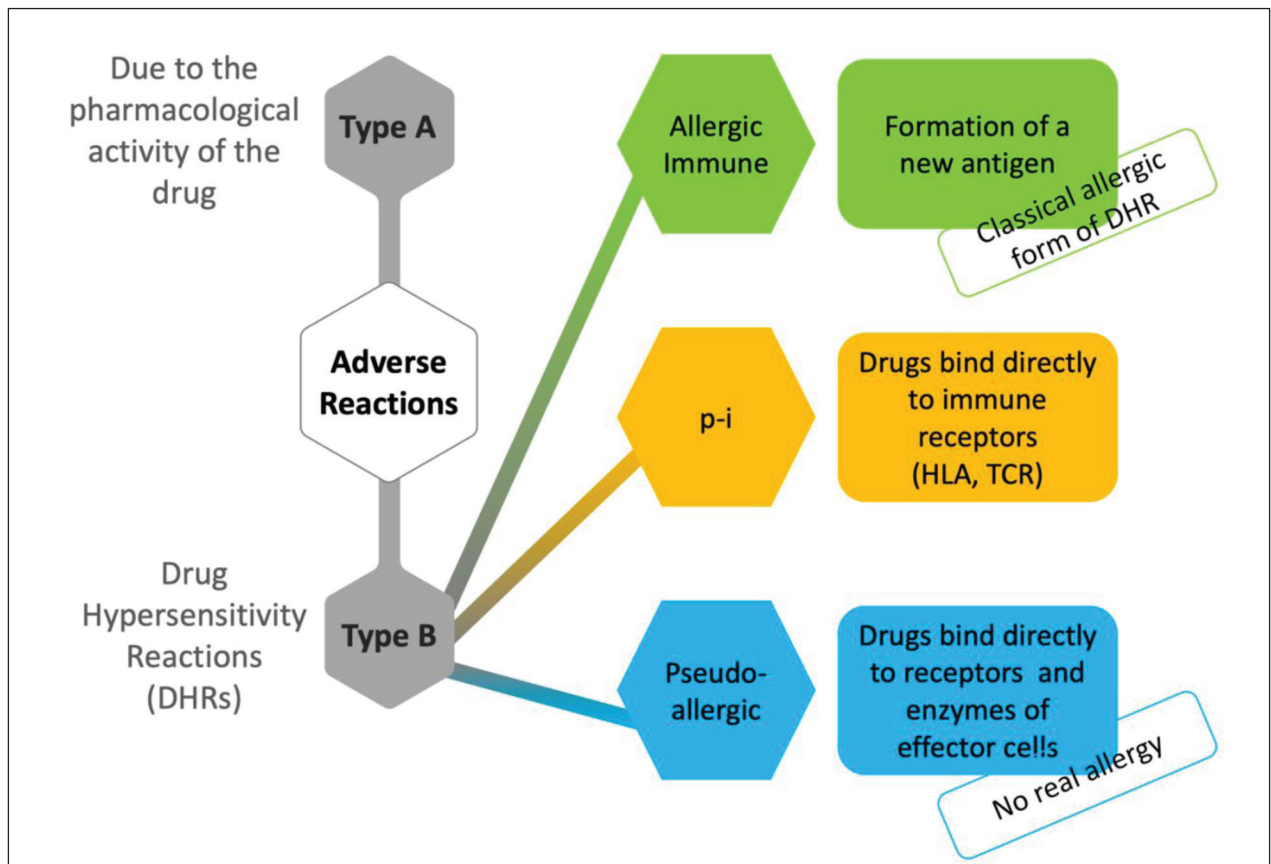 Due to the
pharmacological
activity of the
drug
Type A
Adverse
Reactions
Drug
Hypersensitivity
Reactions
(DHRs)
Type B
Allergic
Immune
Formation of a
new antigen
Classical allergic
form of DHR
p-i
Drugs bind directly
to immune
receptors
(HLA, TCR)
Pseudo-
allergic
Drugs bind directly
to receptors and
enzymes of
effector cells
No real allergy